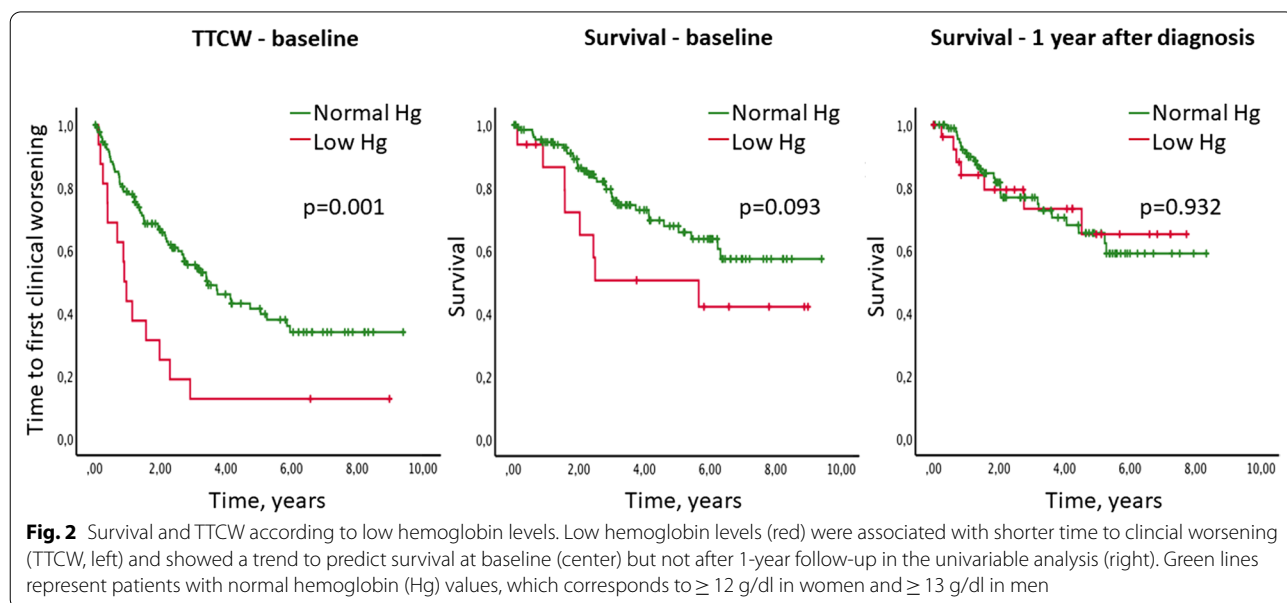 TTCW - baseline
Survival - baseline
Survival - 1 year after diagnosis
Time to first clinical worsening
1,0
0,8
0,6
0,4
0,2
0,0
Normal Hg
Low Hg
p=0.001
,00 2,00 4,00 6,00 8,00 10,00
Time, years
Survival
1,0
0,8
0,6
0,4
0,2
0,0
Normal Hg
Low Hg
p=0.093
,00 2,00 4,00 6,00 8,00 10,00
Time, years
Survival
1,0
0,8
0,6
0,4
0,2
0,0
Normal Hg
Low Hg
p=0.932
,00 2,00 4,00 6,00 8,00 10,00
Time, years
Fig. 2 Survival and TTCW according to low hemoglobin levels. Low hemoglobin levels (red) were associated with shorter time to clincial worsening
(TTCW, left) and showed a trend to predict survival at baseline (center) but not after 1-year follow-up in the univariable analysis (right). Green lines
represent patients with normal hemoglobin (Hg) values, which corresponds to ≥ 12 g/dl in women and ≥ 13 g/dl in men